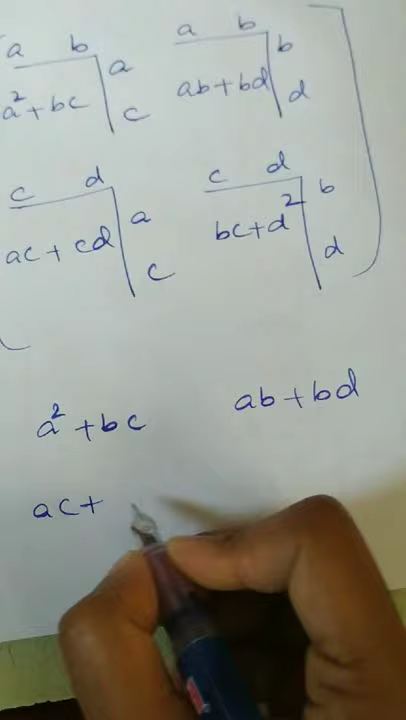 a b a a b b
a²+bc c ab+bd d
c d a c d b
ac+cd c bc+d² d
a²+bc ab+bd
ac+